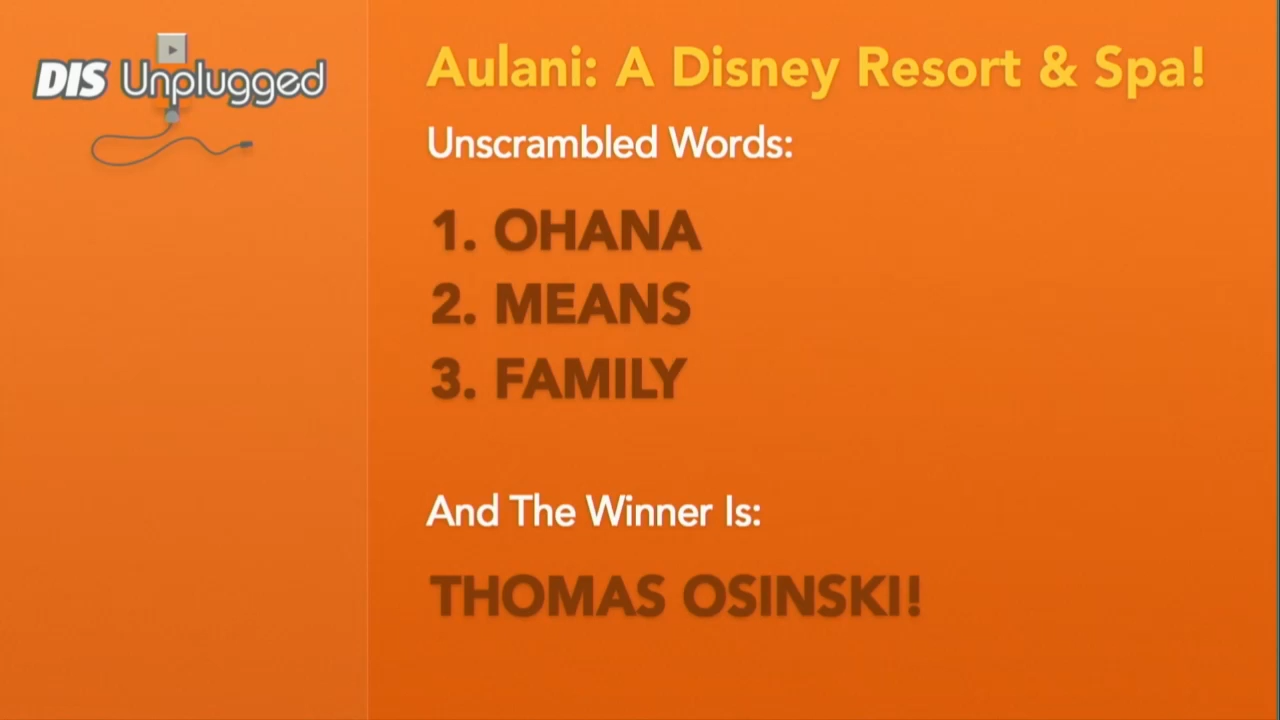 DIS Unplugged
Aulani: A Disney Resort & Spa!
Unscrambled Words:
1. OHANA
2. MEANS
3. FAMILY
And The Winner Is:
THOMAS OSINSKI!